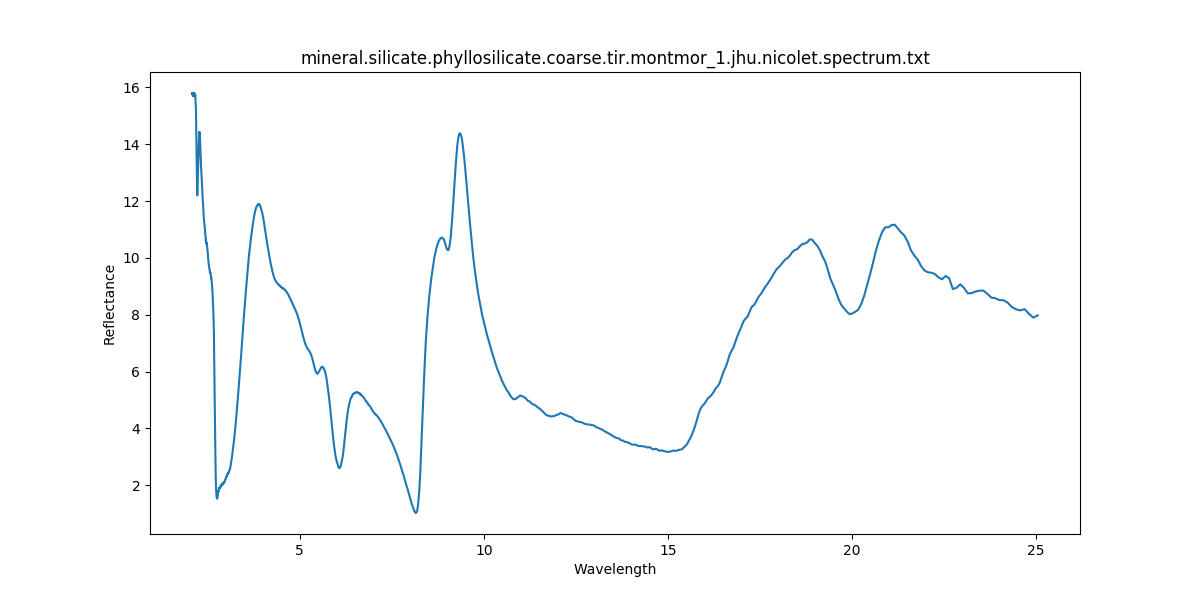 mineral.silicate.phyllosilicate.coarse.tir.montmor_1.jhu.nicolet.spectrum.txt
16
14
12
10
8
6
4
2
Reflectance
5 10 15 20 25
Wavelength